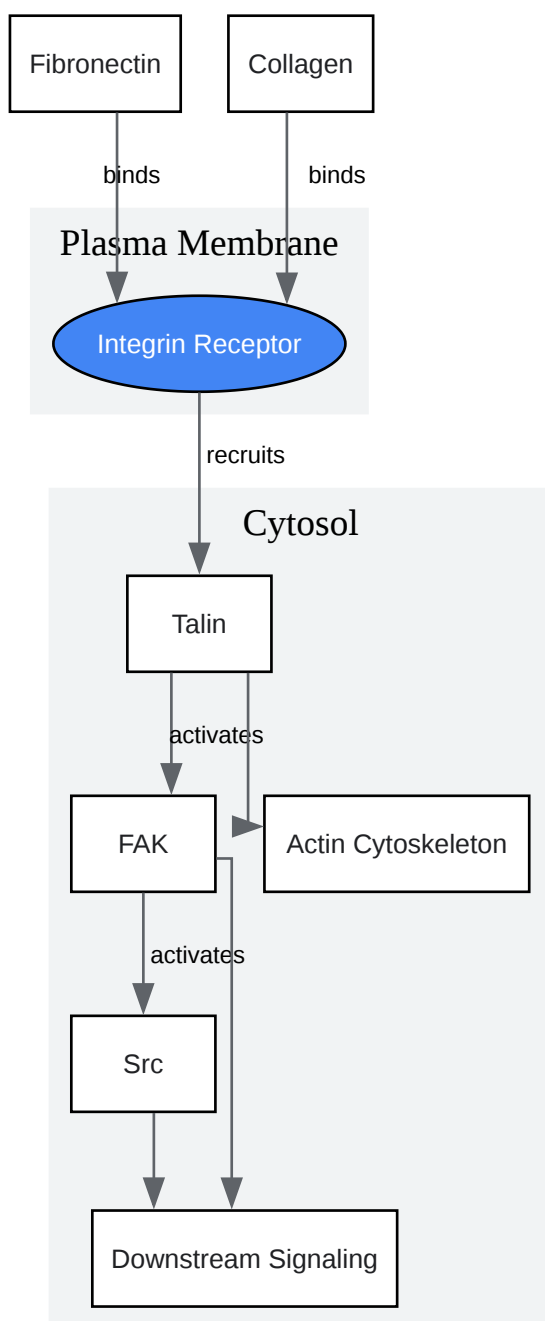 Fibronectin
Collagen
binds
binds
Plasma Membrane
Integrin Receptor
recruits
Cytosol
Talin
activates
FAK
Actin Cytoskeleton
activates
Src
Downstream Signaling